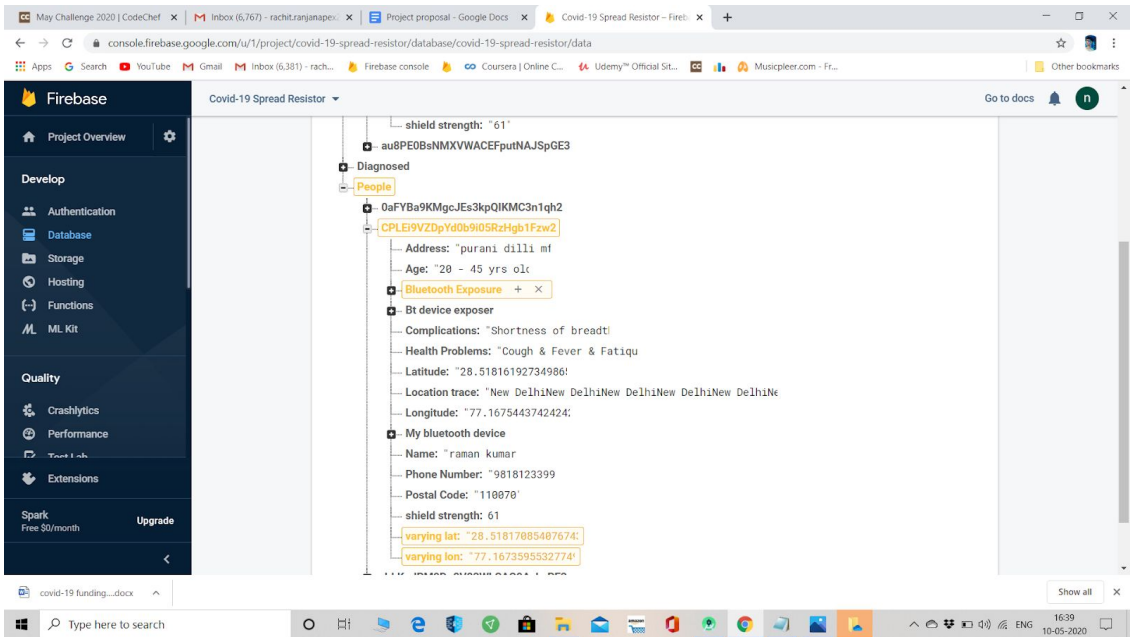 May Challenge 2020 | CodeChef
Inbox (6,767) - rachit.ranjanapex
Project proposal - Google Docs
Covid-19 Spread Resistor – Fireb
console.firebase.google.com/u/1/project/covid-19-spread-resistor/database/covid-19-spread-resistor/data
Apps Search YouTube Gmail Inbox (6,381) - rach... Firebase console Coursera | Online C... Udemy™ Official Sit... Musicpleer.com - Fr... Other bookmarks
Firebase
Covid-19 Spread Resistor
Go to docs
n
Project Overview
Develop
Authentication
Database
Storage
Hosting
Functions
ML Kit
Quality
Crashlytics
Performance
Test Lab
Extensions
Spark
Free $0/month
Upgrade
shield strength: "61"
au8PE0BsNMXVWACEFputNAJSpGE3
Diagnosed
People
0aFYBa9KMgcJEs3kpQIKMC3n1qh2
CPLEi9VZDpYd0b9i05RzHgb1Fzw2
Address: "purani dilli mf
Age: "20 - 45 yrs old
Bluetooth Exposure + ×
Bt device exposer
Complications: "Shortness of breath
Health Problems: "Cough & Fever & Fatiqu
Latitude: "28.51816192734986
Location trace: "New DelhiNew DelhiNew DelhiNew DelhiNew DelhiNe
Longitude: "77.1675443742424
My bluetooth device
Name: "raman kumar
Phone Number: "9818123399
Postal Code: "110070"
shield strength: 61
varying lat: "28.5181708540767
varying lon: "77.167359553277
covid-19 funding....docx
Show all
Type here to search
ENG
16:39
10-05-2020